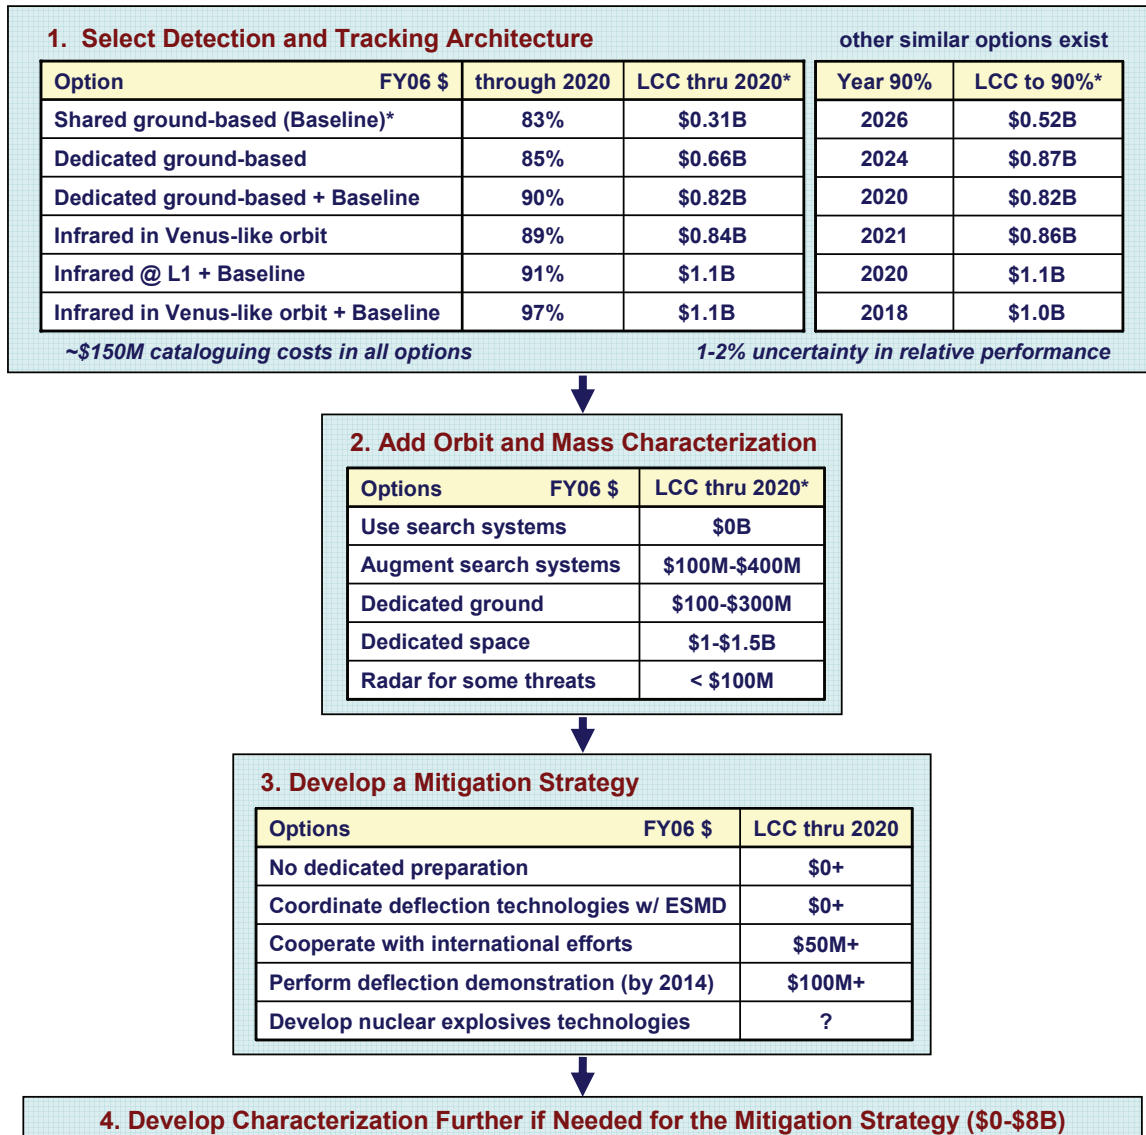 1. Select Detection and Tracking Architecture other similar options exist
Option FY06 $ through 2020 LCC thru 2020* Year 90% LCC to 90%*
Shared ground-based (Baseline)* 83% $0.31B 2026 $0.52B
Dedicated ground-based 85% $0.66B 2024 $0.87B
Dedicated ground-based + Baseline 90% $0.82B 2020 $0.82B
Infrared in Venus-like orbit 89% $0.84B 2021 $0.86B
Infrared @ L1 + Baseline 91% $1.1B 2020 $1.1B
Infrared in Venus-like orbit + Baseline 97% $1.1B 2018 $1.0B
~$150M cataloguing costs in all options 1-2% uncertainty in relative performance
2. Add Orbit and Mass Characterization
Options FY06 $ LCC thru 2020*
Use search systems $0B
Augment search systems $100M-$400M
Dedicated ground $100-$300M
Dedicated space $1-$1.5B
Radar for some threats < $100M
3. Develop a Mitigation Strategy
Options FY06 $ LCC thru 2020
No dedicated preparation $0+
Coordinate deflection technologies w/ ESMD $0+
Cooperate with international efforts $50M+
Perform deflection demonstration (by 2014) $100M+
Develop nuclear explosives technologies ?
4. Develop Characterization Further if Needed for the Mitigation Strategy ($0-$8B)